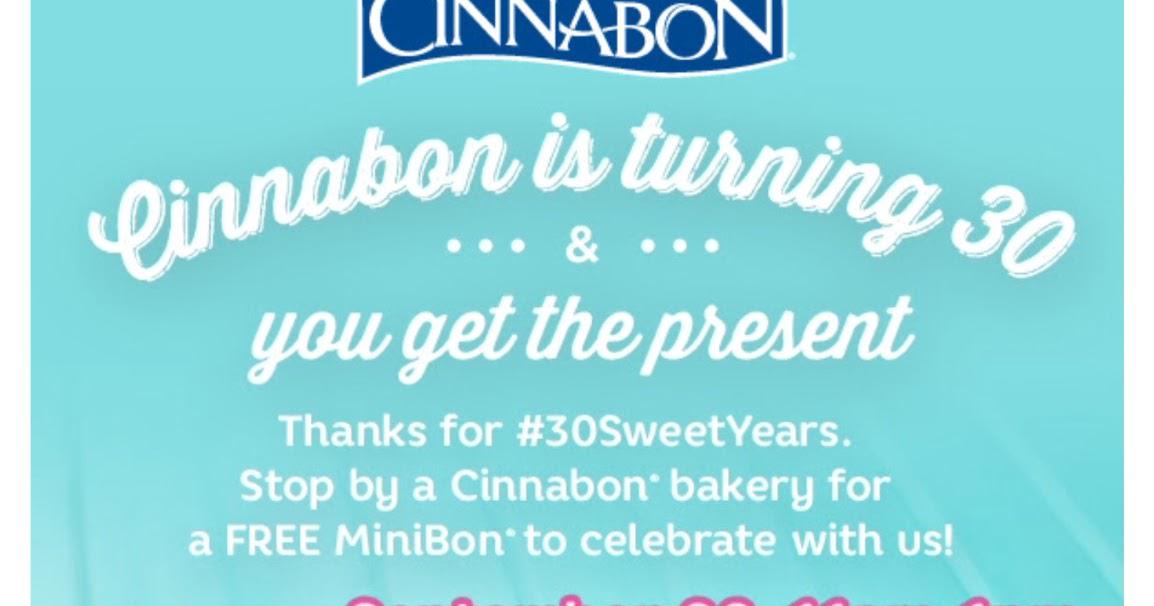 CINNABON®
Cinnabon is turning 30
... & ...
you get the present
Thanks for #30SweetYears.
Stop by a Cinnabon® bakery for
a FREE MiniBon® to celebrate with us!